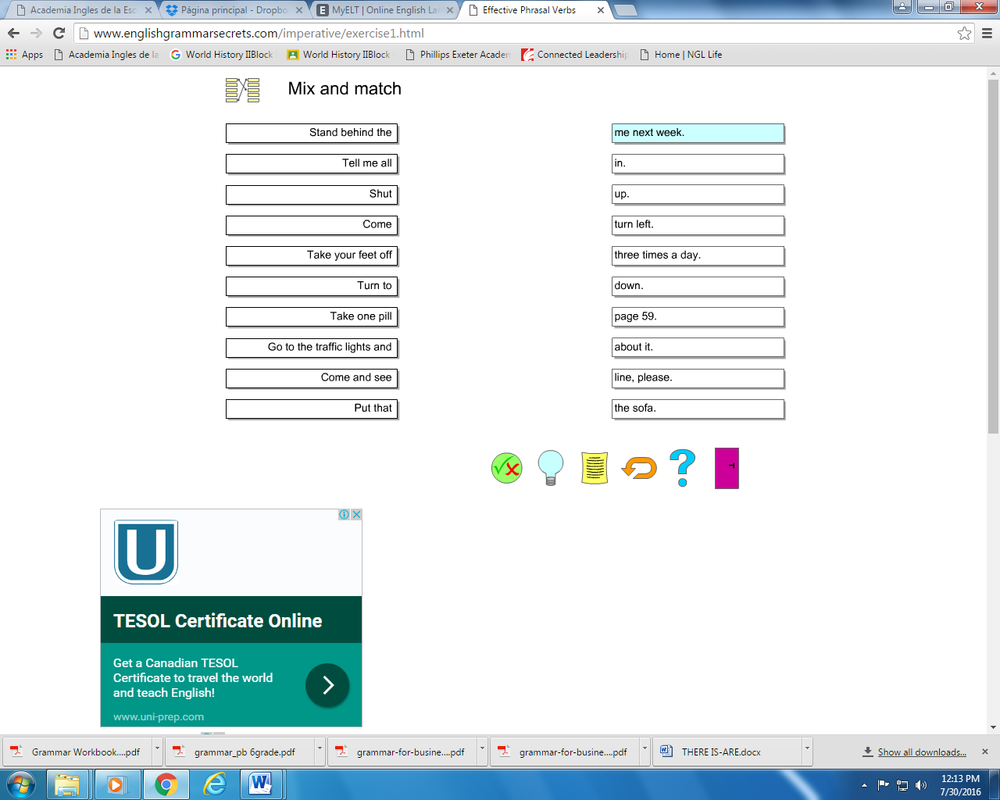 Academia Ingles de la Esc
Página principal - Dropbo
MyELT | Online English La
Effective Phrasal Verbs
www.englishgrammarsecrets.com/imperative/exercise1.html
Apps
Academia Ingles de la
World History IIBlock
World History IIBlock
Phillips Exeter Academ
Connected Leadership
Home | NGL Life
Mix and match
Stand behind the
me next week.
Tell me all
in.
Shut
up.
Come
turn left.
Take your feet off
three times a day.
Turn to
down.
Take one pill
page 59.
Go to the traffic lights and
about it.
Come and see
line, please.
Put that
the sofa.
U
TESOL Certificate Online
Get a Canadian TESOL
Certificate to travel the world
and teach English!
www.uni-prep.com
Grammar Workbook....pdf
grammar_pb 6grade.pdf
grammar-for-busine....pdf
grammar-for-busine....pdf
THERE IS-ARE.docx
Show all downloads...
12:13 PM
7/30/2016